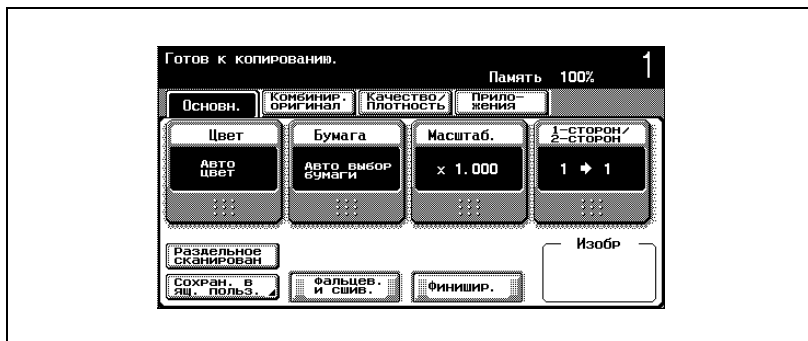 Готов к копированию.
Память 100% 1
Основн.
Комбинир.
оригинал
Качество/
Плотность
Прило-
жения
Цвет
Бумага
Масштаб.
1-сторон/
2-сторон
Авто
цвет
Авто выбор
бумаги
x 1.000
1 → 1
Раздельное
сканирован
Изобр
Сохран. в
ящ. польз.
Фальцев.
и сшив.
Финишир.